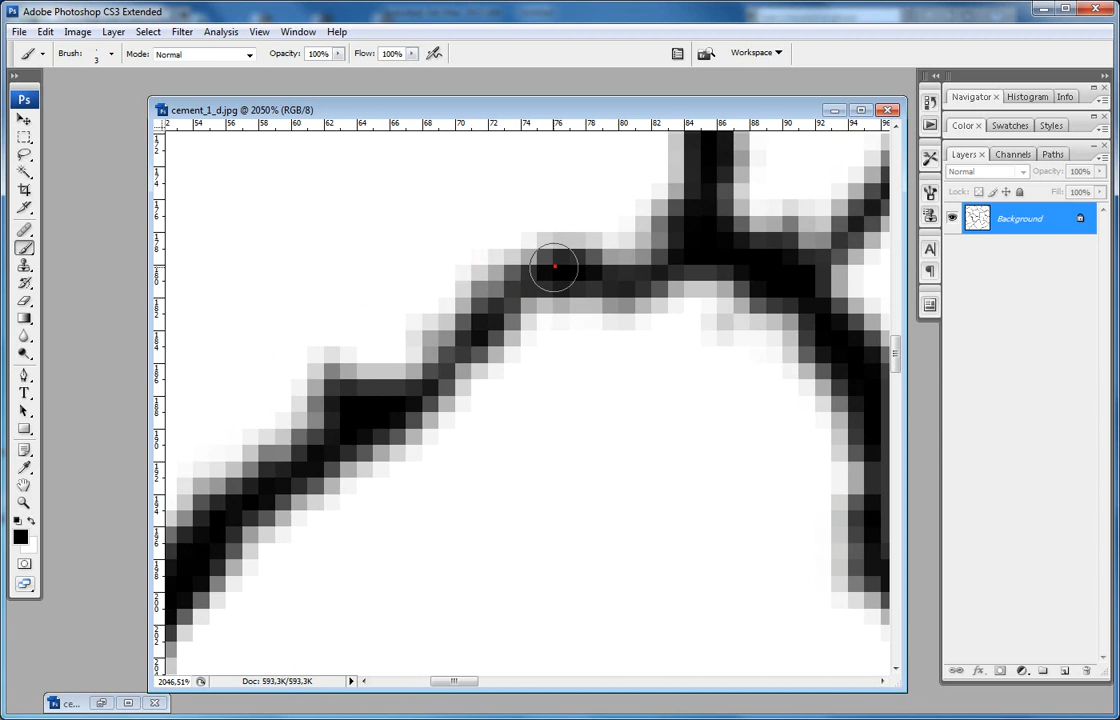 Adobe Photoshop CS3 Extended
File Edit Image Layer Select Filter Analysis View Window Help
Brush: 3 Mode: Normal Opacity: 100% Flow: 100% Workspace
Ps
cement_1_d.jpg @ 2050% (RGB/8)
2 54 56 58 60 62 64 66 68 70 72 74 76 78 80 82 84 86 88 90 92 94 96
Navigator Histogram Info
Color Swatches Styles
Layers Channels Paths
Normal Opacity: 100%
Lock: Fill: 100%
Background
T
A
2046,51% Doc: 593,3K/593,3K
ce...